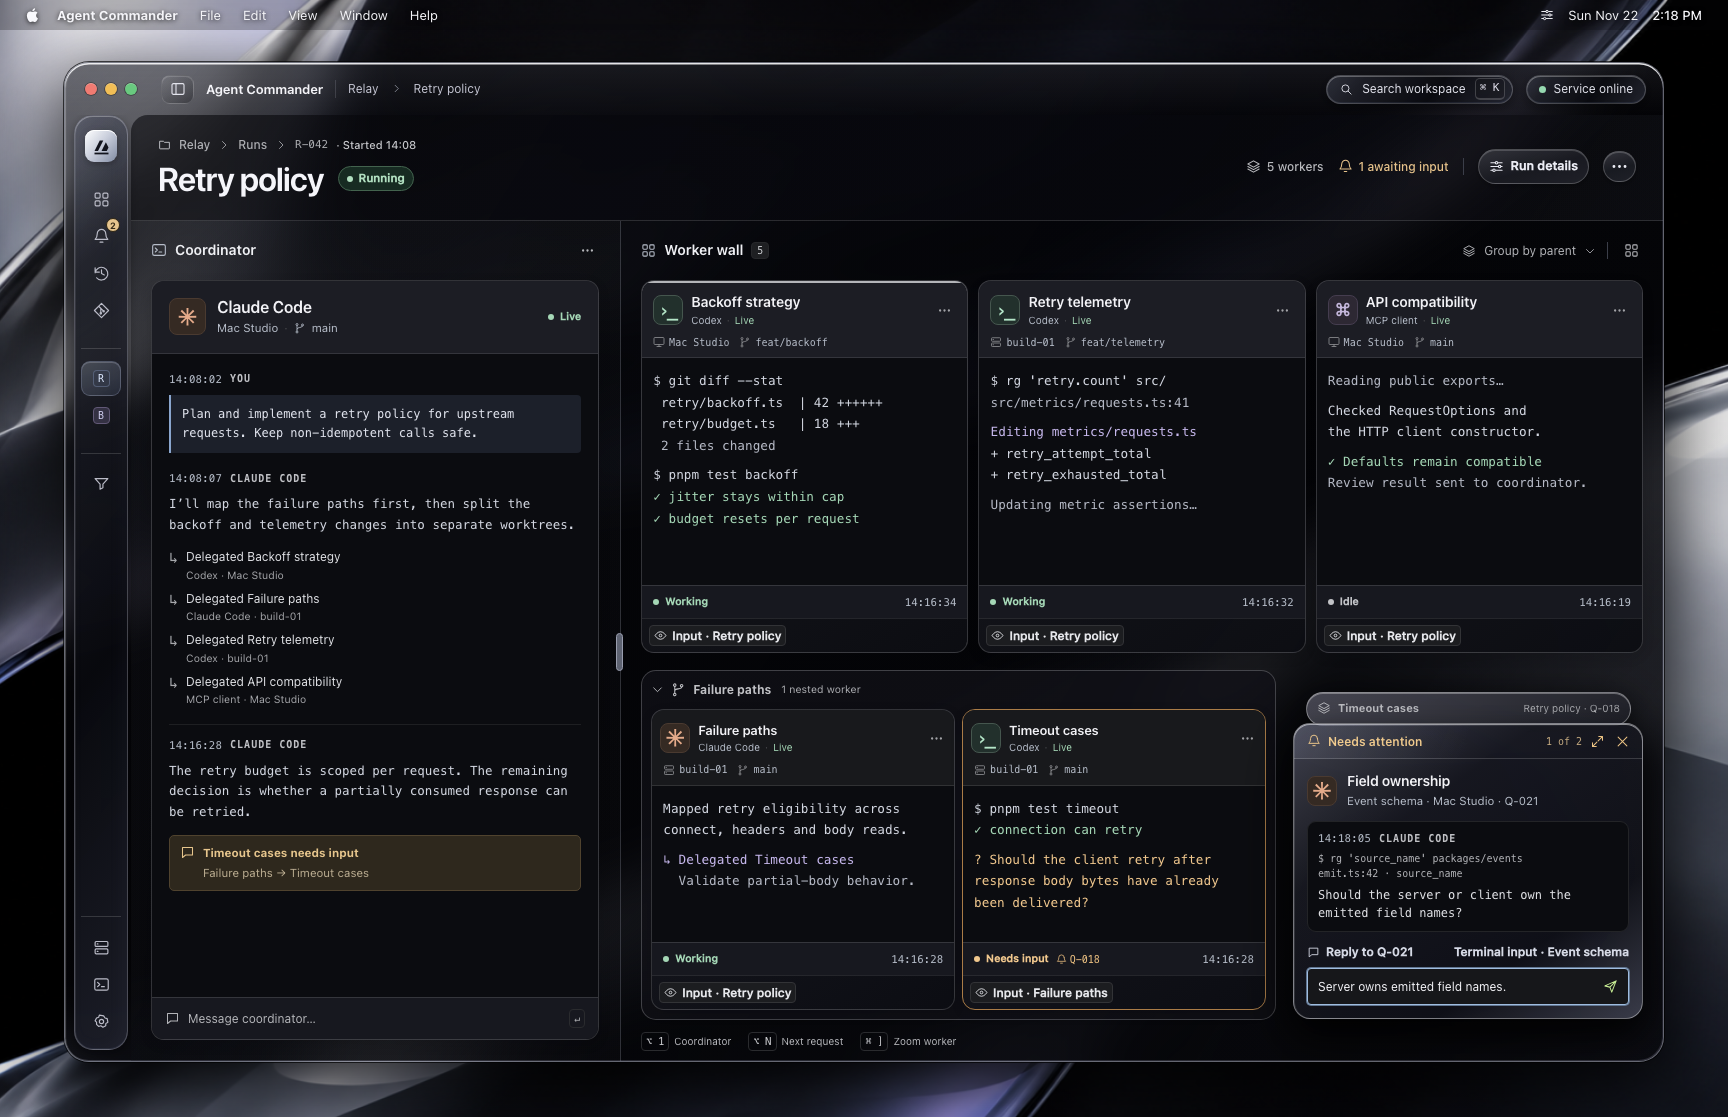 Agent Commander File Edit View Window Help
Sun Nov 22 2:18 PM
Agent Commander Relay Retry policy
Search workspace ⌘ K
Service online
Relay Runs R-042 · Started 14:08
Retry policy
Running
5 workers
1 awaiting input
Run details
2
R
B
Coordinator
Claude Code
Mac Studio · main
Live
14:08:02 YOU
Plan and implement a retry policy for upstream
requests. Keep non-idempotent calls safe.
14:08:07 CLAUDE CODE
I'll map the failure paths first, then split the
backoff and telemetry changes into separate worktrees.
↳ Delegated Backoff strategy
Codex · Mac Studio
↳ Delegated Failure paths
Claude Code · build-01
↳ Delegated Retry telemetry
Codex · build-01
↳ Delegated API compatibility
MCP client · Mac Studio
14:16:28 CLAUDE CODE
The retry budget is scoped per request. The remaining
decision is whether a partially consumed response can
be retried.
Timeout cases needs input
Failure paths → Timeout cases
Message coordinator…
↵
Worker wall 5
Group by parent
Backoff strategy
Codex · Live
Mac Studio feat/backoff
$ git diff --stat
retry/backoff.ts | 42 ++++++
retry/budget.ts | 18 +++
2 files changed
$ pnpm test backoff
✓ jitter stays within cap
✓ budget resets per request
Working 14:16:34
Input · Retry policy
Retry telemetry
Codex · Live
build-01 feat/telemetry
$ rg 'retry.count' src/
src/metrics/requests.ts:41
Editing metrics/requests.ts
+ retry_attempt_total
+ retry_exhausted_total
Updating metric assertions…
Working 14:16:32
Input · Retry policy
API compatibility
MCP client · Live
Mac Studio main
Reading public exports…
Checked RequestOptions and
the HTTP client constructor.
✓ Defaults remain compatible
Review result sent to coordinator.
Idle 14:16:19
Input · Retry policy
Failure paths 1 nested worker
Failure paths
Claude Code · Live
build-01 main
Mapped retry eligibility across
connect, headers and body reads.
↳ Delegated Timeout cases
Validate partial-body behavior.
Working 14:16:28
Input · Retry policy
Timeout cases
Codex · Live
build-01 main
$ pnpm test timeout
✓ connection can retry
? Should the client retry after
response body bytes have already
been delivered?
Needs input Q-018 14:16:28
Input · Failure paths
Timeout cases Retry policy · Q-018
Needs attention 1 of 2
Field ownership
Event schema · Mac Studio · Q-021
14:18:05 CLAUDE CODE
$ rg 'source_name' packages/events
emit.ts:42 · source_name
Should the server or client own the
emitted field names?
Reply to Q-021 Terminal input · Event schema
Server owns emitted field names.
⌥ 1 Coordinator ⌥ N Next request ⌘ ] Zoom worker